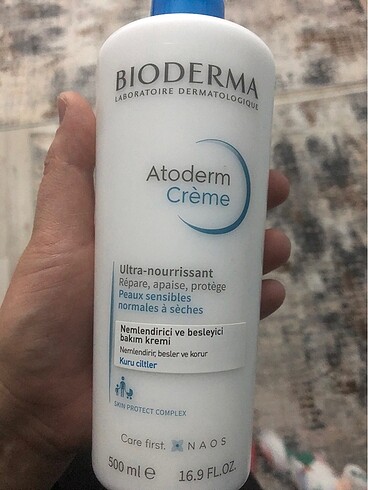 BIODERMA
LABORATOIRE DERMATOLOGIQUE
Atoderm
Crème
Ultra-nourrissant
Répare, apaise, protège
Peaux sensibles
normales à sèches
Nemlendirici ve besleyici
bakım kremi
Nemlendirir, besler ve korur
Kuru ciltler
SKIN PROTECT COMPLEX
Care first. NAOS
500 ml e 16.9 FL.OZ.